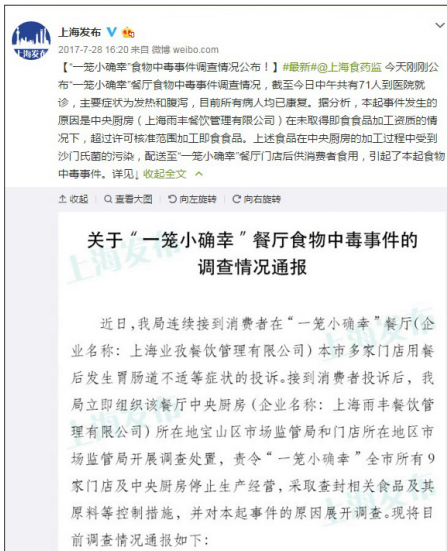 上海发布
2017-7-28 16:20 来自 微博 weibo.com
【“一笼小确幸”食物中毒事件调查情况公布！】#最新#@上海食药监 今天刚刚公
布“一笼小确幸”餐厅食物中毒事件调查情况，截至今日中午共有71人到医院就
诊，主要症状为发热和腹泻，目前所有病人均已康复。据分析，本起事件发生的
原因是中央厨房（上海雨丰餐饮管理有限公司）在未取得即食食品加工资质的情
况下，超过许可核准范围加工即食食品。上述食品在中央厨房的加工过程中受到
沙门氏菌的污染，配送至“一笼小确幸”餐厅门店后供消费者食用，引起了本起食物
中毒事件。详见↓ 收起全文
收起 查看大图 向左旋转 向右旋转
关于“一笼小确幸”餐厅食物中毒事件的
调查情况通报
近日，我局连续接到消费者在“一笼小确幸”餐厅(企
业名称：上海业孜餐饮管理有限公司)本市多家门店用餐
后发生胃肠道不适等症状的投诉。接到消费者投诉后，我
局立即组织该餐厅中央厨房(企业名称：上海雨丰餐饮管
理有限公司)所在地宝山区市场监管局和门店所在地区市
场监管局开展调查处置，责令“一笼小确幸”全市所有9
家门店及中央厨房停止生产经营，采取查封相关食品及其
原料等控制措施，并对本起事件的原因展开调查。现将目
前调查情况通报如下：